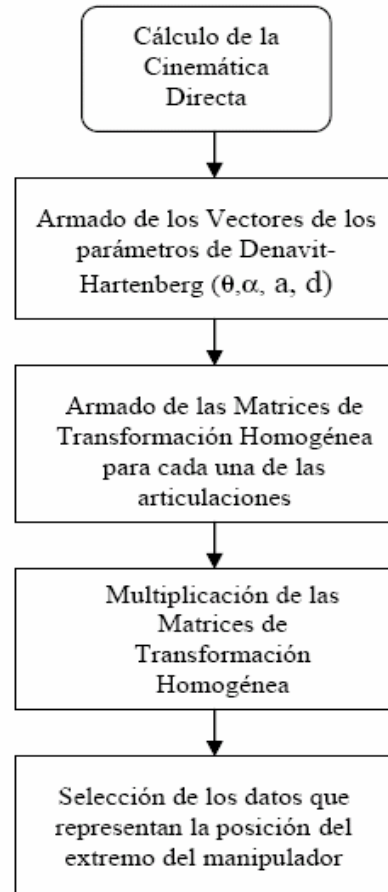 Cálculo de la
Cinemática
Directa
Armado de los Vectores de los
parámetros de Denavit-
Hartenberg (θ,α, a, d)
Armado de las Matrices de
Transformación Homogénea
para cada una de las
articulaciones
Multiplicación de las
Matrices de
Transformación
Homogénea
Selección de los datos que
representan la posición del
extremo del manipulador